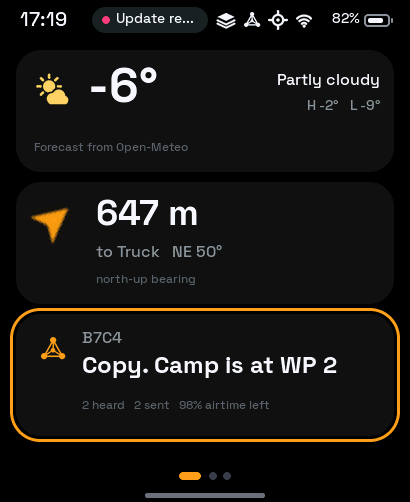 17:19 Update re... 82%
-6°
Partly cloudy
H -2° L -9°
Forecast from Open-Meteo
647 m
to Truck NE 50°
north-up bearing
B7C4
Copy. Camp is at WP 2
2 heard 2 sent 98% airtime left